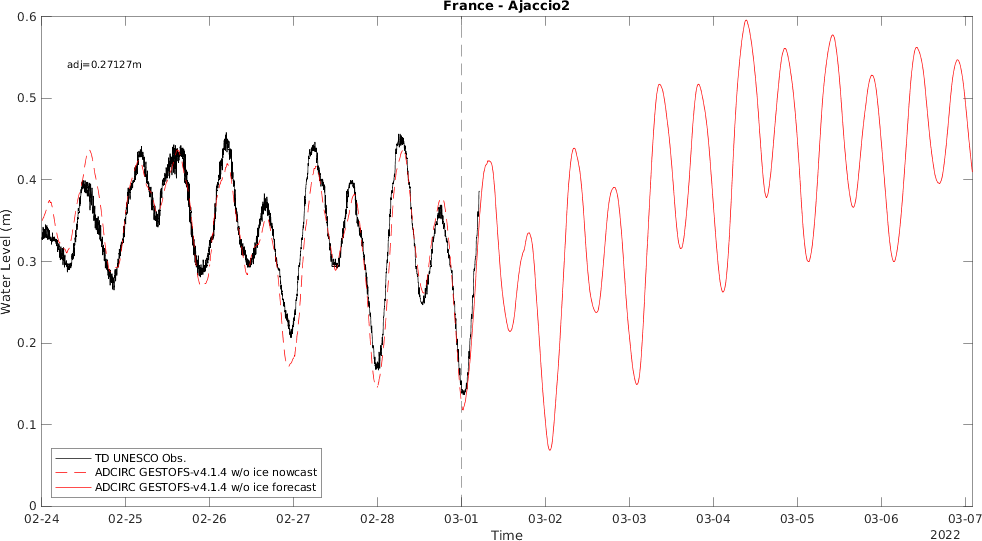 France - Ajaccio2
adj=0.27127m
0.6
0.5
0.4
0.3
0.2
0.1
0
Water Level (m)
TD UNESCO Obs.
ADCIRC GESTOFS-v4.1.4 w/o ice nowcast
ADCIRC GESTOFS-v4.1.4 w/o ice forecast
02-24 02-25 02-26 02-27 02-28 03-01 03-02 03-03 03-04 03-05 03-06 03-07
Time
2022